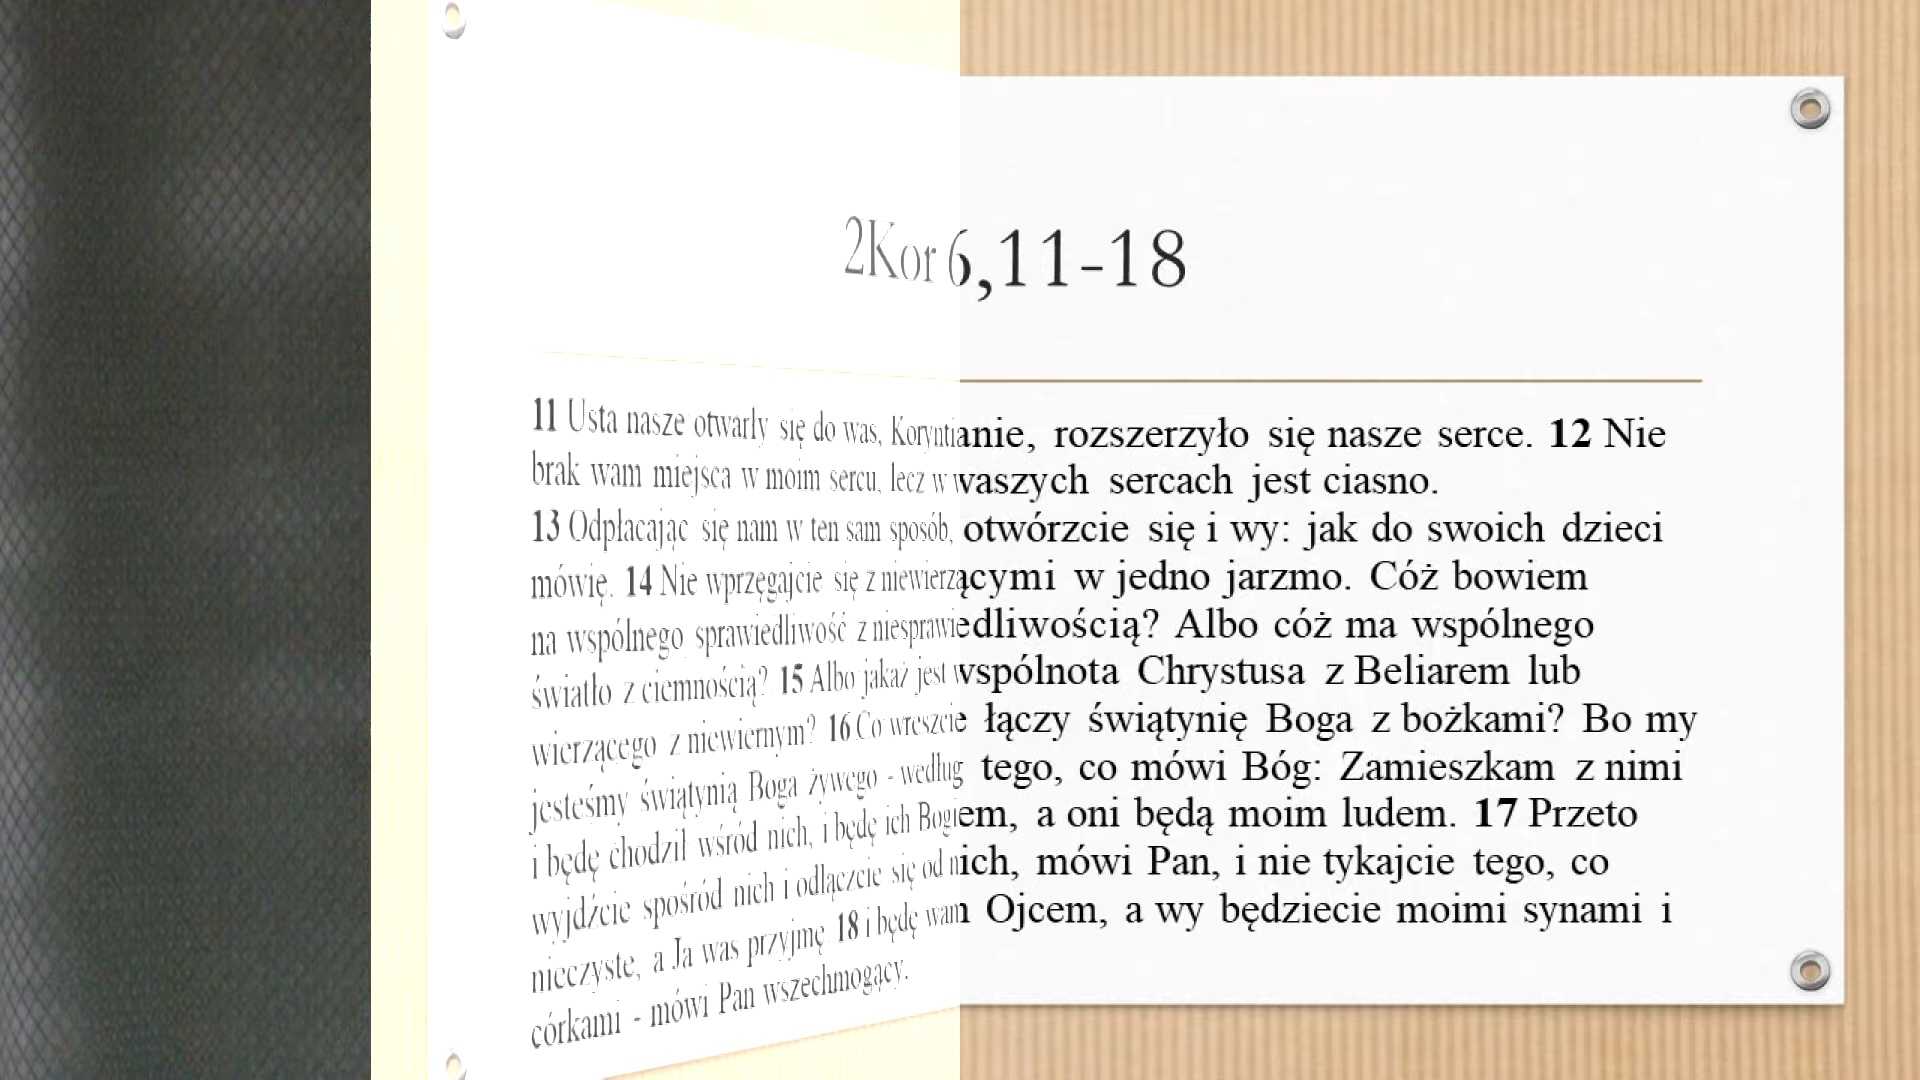 2Kor 6,11-18
11 Usta nasze otwarły się do was, Koryntianie, rozszerzyło się nasze serce. 12 Nie
brak wam miejsca w moim sercu, lecz w waszych sercach jest ciasno.
13 Odpłacając się nam w ten sam sposób, otwórzcie się i wy: jak do swoich dzieci
mówię. 14 Nie wprzęgajcie się z niewierzącymi w jedno jarzmo. Cóż bowiem
na wspólnego sprawiedliwość z niesprawiedliwością? Albo cóż ma wspólnego
światło z ciemnością? 15 Albo jakaż jest wspólnota Chrystusa z Beliarem lub
wierzącego z niewiernym? 16 Co wreszcie łączy świątynię Boga z bożkami? Bo my
jesteśmy świątynią Boga żywego - według tego, co mówi Bóg: Zamieszkam z nimi
i będę chodził wśród nich, i będę ich Bogiem, a oni będą moim ludem. 17 Przeto
wyjdźcie spośród nich i odłączcie się od nich, mówi Pan, i nie tykajcie tego, co
nieczyste, a Ja was przyjmę 18 i będę wam Ojcem, a wy będziecie moimi synami i
córkami - mówi Pan wszechmogący.